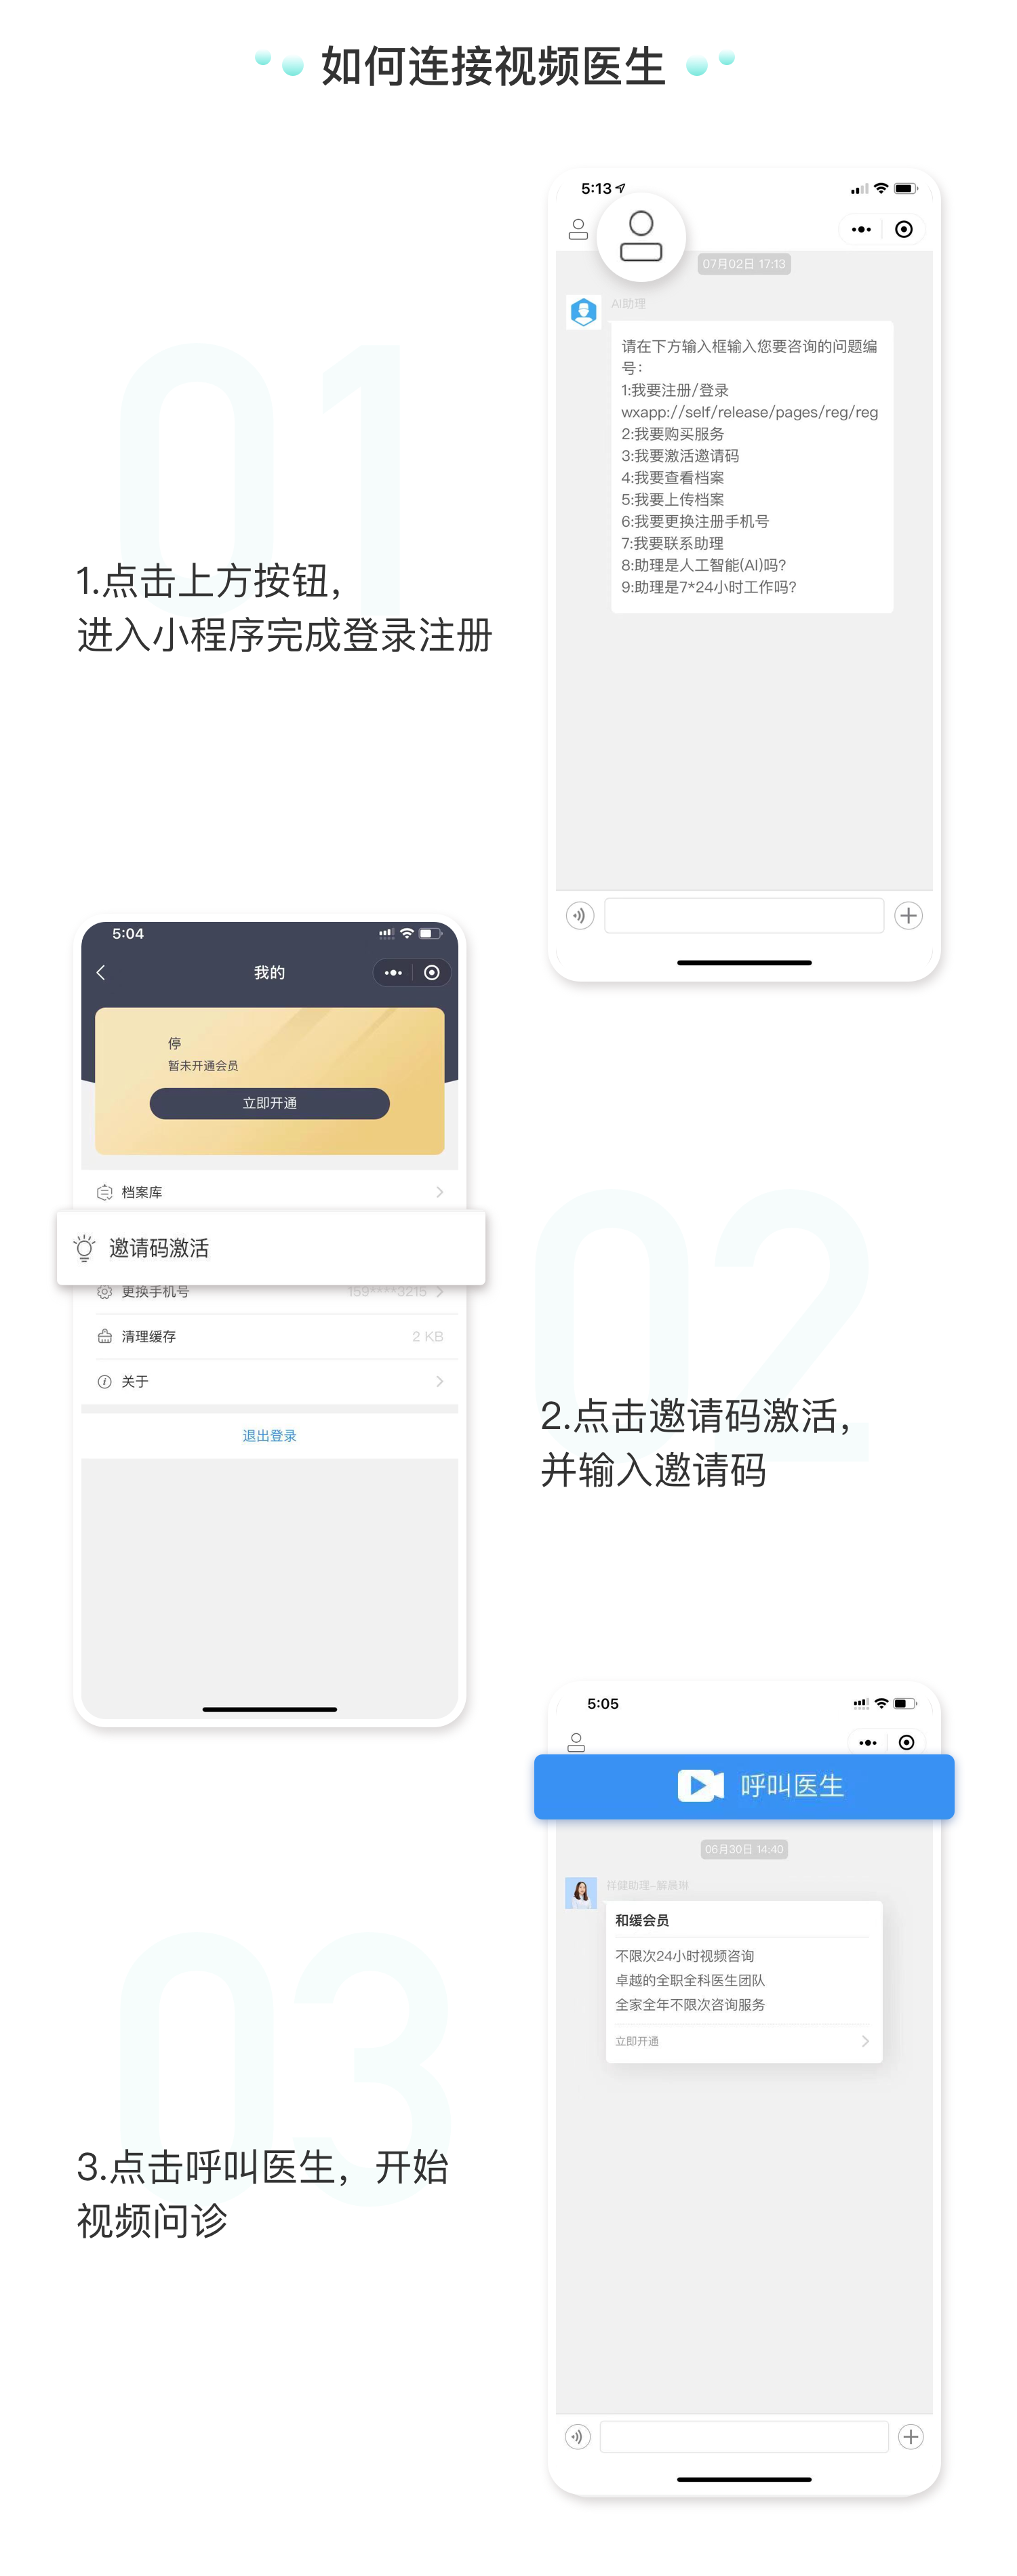 如何连接视频医生
01
1.点击上方按钮，
进入小程序完成登录注册
5:13
07月02日 17:13
AI助理
请在下方输入框输入您要咨询的问题编
号：
1:我要注册/登录
wxapp://self/release/pages/reg/reg
2:我要购买服务
3:我要激活邀请码
4:我要查看档案
5:我要上传档案
6:我要更换注册手机号
7:我要联系助理
8:助理是人工智能(AI)吗?
9:助理是7*24小时工作吗?
5:04
我的
停
暂未开通会员
立即开通
档案库
邀请码激活
更换手机号 159****3215
清理缓存 2 KB
关于
退出登录
02
2.点击邀请码激活，
并输入邀请码
5:05
呼叫医生
06月30日 14:40
祥健助理-解晨琳
和缓会员
不限次24小时视频咨询
卓越的全职全科医生团队
全家全年不限次咨询服务
立即开通
03
3.点击呼叫医生，开始
视频问诊